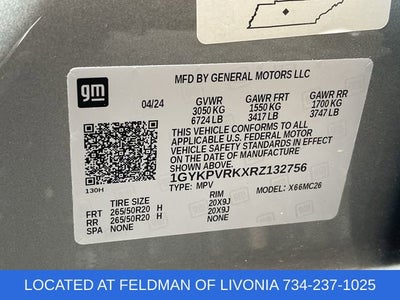 gm
MFD BY GENERAL MOTORS LLC
04/24 GVWR GAWR FRT GAWR RR
3050 KG 1550 KG 1700 KG
6724 LB 3417 LB 3747 LB
THIS VEHICLE CONFORMS TO ALL
APPLICABLE U.S. FEDERAL MOTOR
VEHICLE SAFETY STANDARDS IN EFFECT
ON THE DATE OF MANUFACTURE
SHOWN ABOVE.
1GYKPVRKXRZ132756
130H
TYPE: MPV MODEL: X66MC26
TIRE SIZE RIM
FRT 265/50R20 H 20X9J
RR 265/50R20 H 20X9J
SPA NONE NONE
LOCATED AT FELDMAN OF LIVONIA 734-237-1025